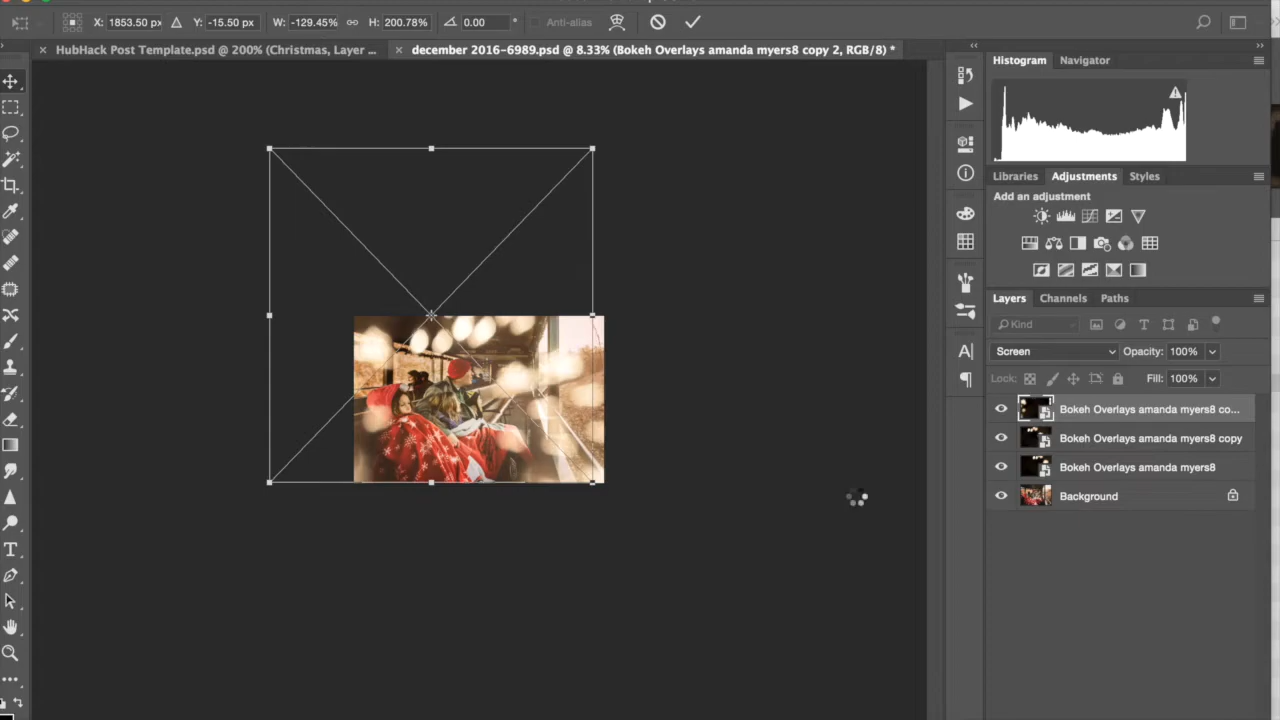 X: 1853.50 px Y: -15.50 px W: -129.45% H: 200.78% 0.00 ° Anti-alias
HubHack Post Template.psd @ 200% (Christmas, Layer ...
december 2016-6989.psd @ 8.33% (Bokeh Overlays amanda myers8 copy 2, RGB/8) *
Histogram Navigator
Libraries Adjustments Styles
Add an adjustment
Layers Channels Paths
Kind
Screen Opacity: 100%
Lock: Fill: 100%
Bokeh Overlays amanda myers8 co...
Bokeh Overlays amanda myers8 copy
Bokeh Overlays amanda myers8
Background